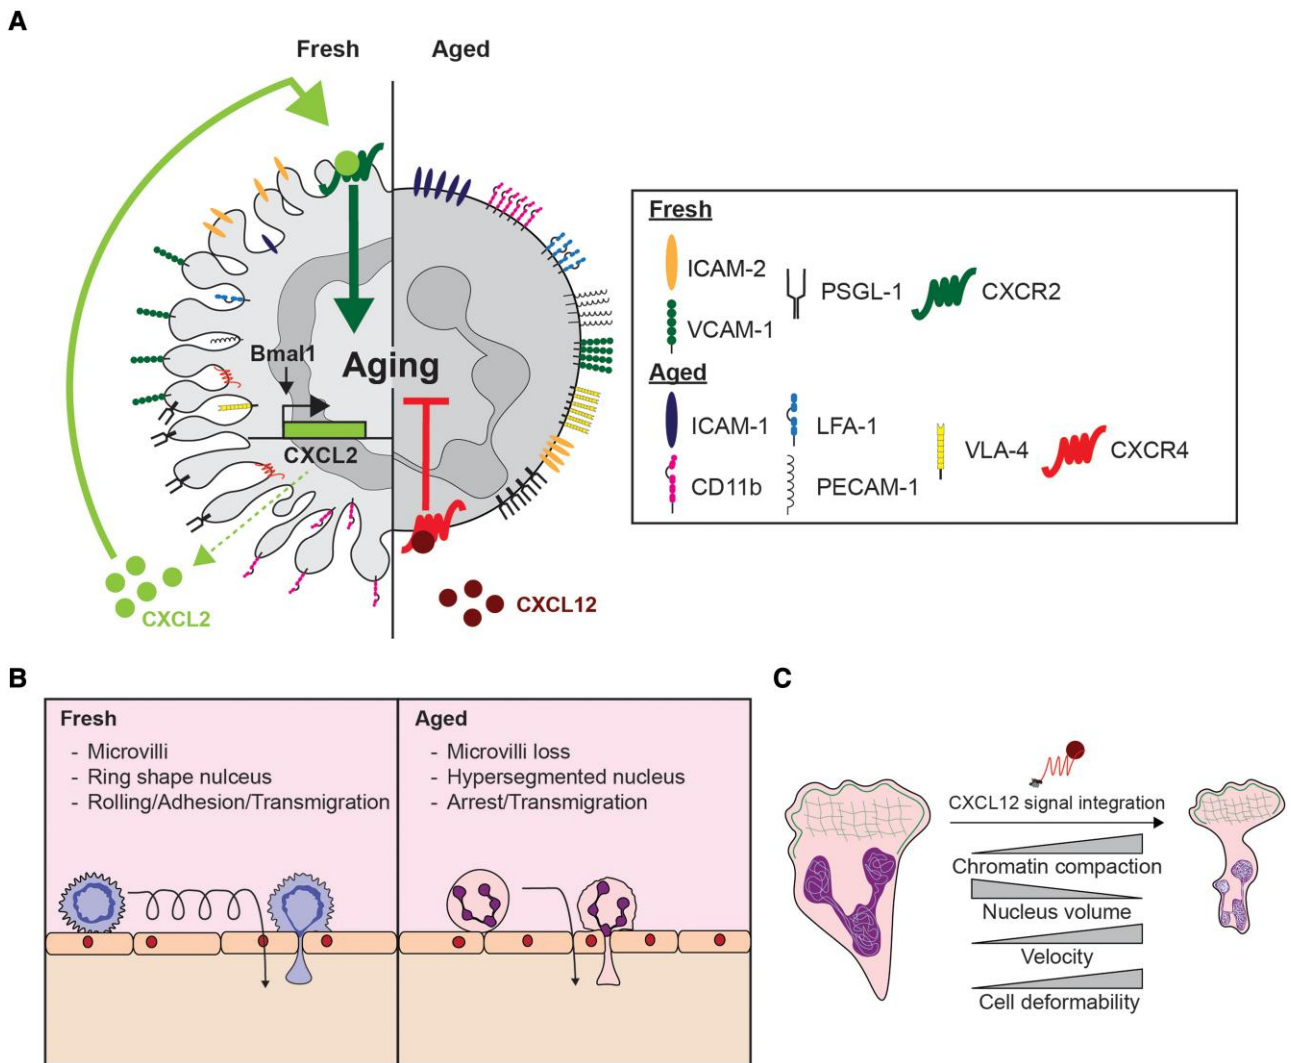 A
Fresh
Aged
Bmal1
Aging
CXCL2
CXCL2
CXCL12
Fresh
ICAM-2
PSGL-1
CXCR2
VCAM-1
Aged
ICAM-1
LFA-1
VLA-4
CXCR4
CD11b
PECAM-1
B
Fresh
- Microvilli
- Ring shape nulceus
- Rolling/Adhesion/Transmigration
Aged
- Microvilli loss
- Hypersegmented nucleus
- Arrest/Transmigration
C
CXCL12 signal integration
Chromatin compaction
Nucleus volume
Velocity
Cell deformability